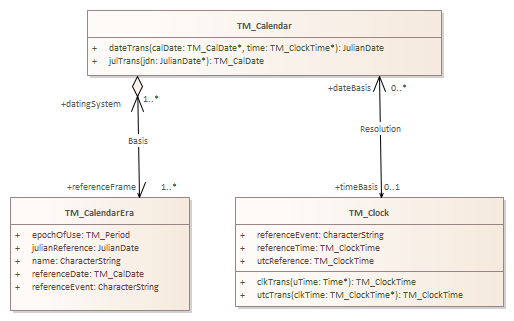 TM_Calendar
+ dateTrans(calDate: TM_CalDate*, time: TM_ClockTime*): JulianDate
+ julTrans(jdn: JulianDate*): TM_CalDate
+datingSystem 1..*
+dateBasis 0..*
Basis
Resolution
+referenceFrame 1..*
+timeBasis 0..1
TM_CalendarEra
+ epochOfUse: TM_Period
+ julianReference: JulianDate
+ name: CharacterString
+ referenceDate: TM_CalDate
+ referenceEvent: CharacterString
TM_Clock
+ referenceEvent: CharacterString
+ referenceTime: TM_ClockTime
+ utcReference: TM_ClockTime
+ clkTrans(uTime: Time*): TM_ClockTime
+ utcTrans(clkTime: TM_ClockTime*): TM_ClockTime